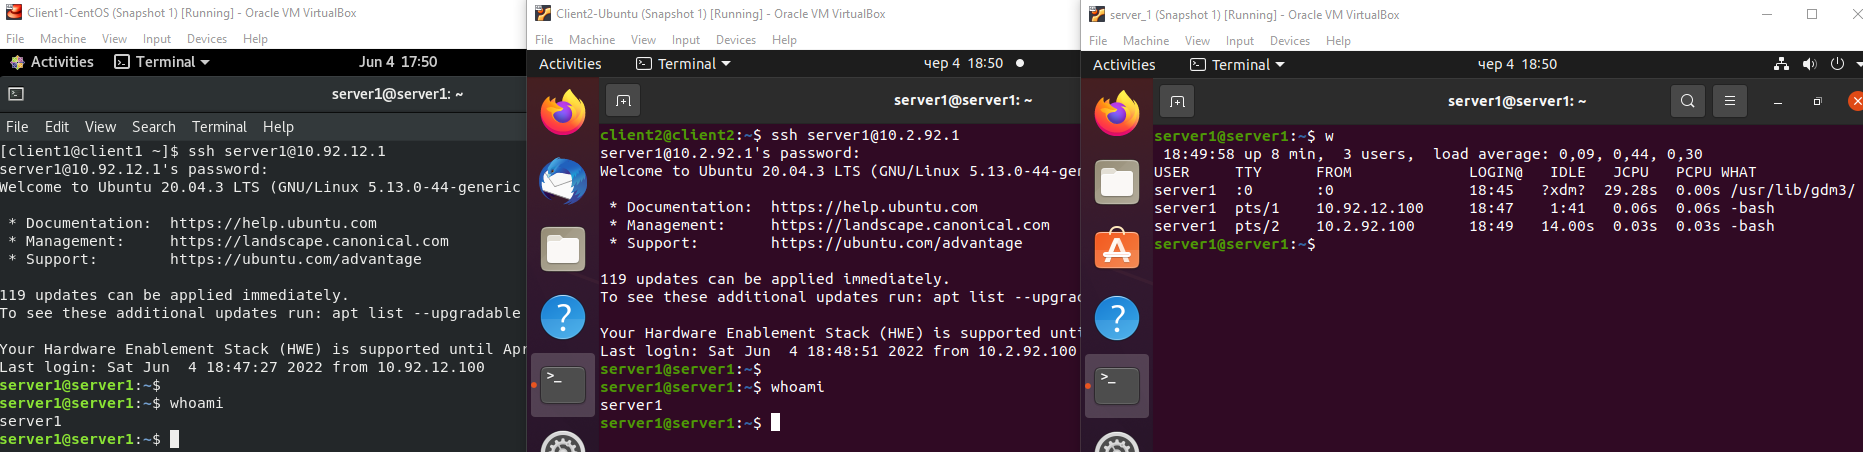 Client1-CentOS (Snapshot 1) [Running] - Oracle VM VirtualBox
File Machine View Input Devices Help
Activities Terminal Jun 4 17:50
server1@server1: ~
File Edit View Search Terminal Help
[client1@client1 ~]$ ssh server1@10.92.12.1
server1@10.92.12.1's password:
Welcome to Ubuntu 20.04.3 LTS (GNU/Linux 5.13.0-44-generic
* Documentation: https://help.ubuntu.com
* Management: https://landscape.canonical.com
* Support: https://ubuntu.com/advantage
119 updates can be applied immediately.
To see these additional updates run: apt list --upgradable
Your Hardware Enablement Stack (HWE) is supported until Apr
Last login: Sat Jun  4 18:47:27 2022 from 10.92.12.100
server1@server1:~$
server1@server1:~$ whoami
server1
server1@server1:~$
Client2-Ubuntu (Snapshot 1) [Running] - Oracle VM VirtualBox
File Machine View Input Devices Help
Activities Terminal чер 4 18:50
server1@server1: ~
client2@client2:~$ ssh server1@10.2.92.1
server1@10.2.92.1's password:
Welcome to Ubuntu 20.04.3 LTS (GNU/Linux 5.13.0-44-gen
* Documentation: https://help.ubuntu.com
* Management: https://landscape.canonical.com
* Support: https://ubuntu.com/advantage
119 updates can be applied immediately.
To see these additional updates run: apt list --upgrad
Your Hardware Enablement Stack (HWE) is supported unti
Last login: Sat Jun  4 18:48:51 2022 from 10.2.92.100
server1@server1:~$
server1@server1:~$ whoami
server1
server1@server1:~$
server_1 (Snapshot 1) [Running] - Oracle VM VirtualBox
File Machine View Input Devices Help
Activities Terminal чер 4 18:50
server1@server1: ~
server1@server1:~$ w
18:49:58 up 8 min,  3 users,  load average: 0,09, 0,44, 0,30
USER TTY FROM LOGIN@ IDLE JCPU PCPU WHAT
server1 :0 :0 18:45 ?xdm? 29.28s 0.00s /usr/lib/gdm3/
server1 pts/1 10.92.12.100 18:47 1:41 0.06s 0.06s -bash
server1 pts/2 10.2.92.100 18:49 14.00s 0.03s 0.03s -bash
server1@server1:~$